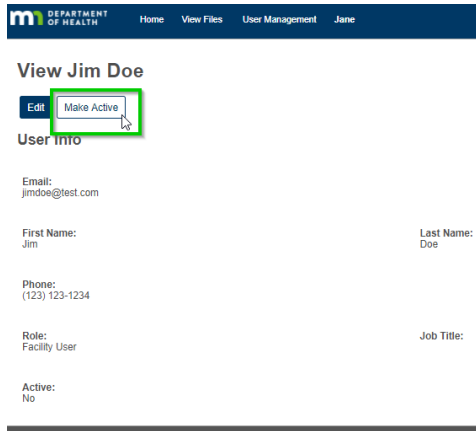 DEPARTMENT
OF HEALTH
Home View Files User Management Jane
View Jim Doe
Edit Make Active
User Info
Email:
jimdoe@test.com
First Name: Last Name:
Jim Doe
Phone:
(123) 123-1234
Role: Job Title:
Facility User
Active:
No